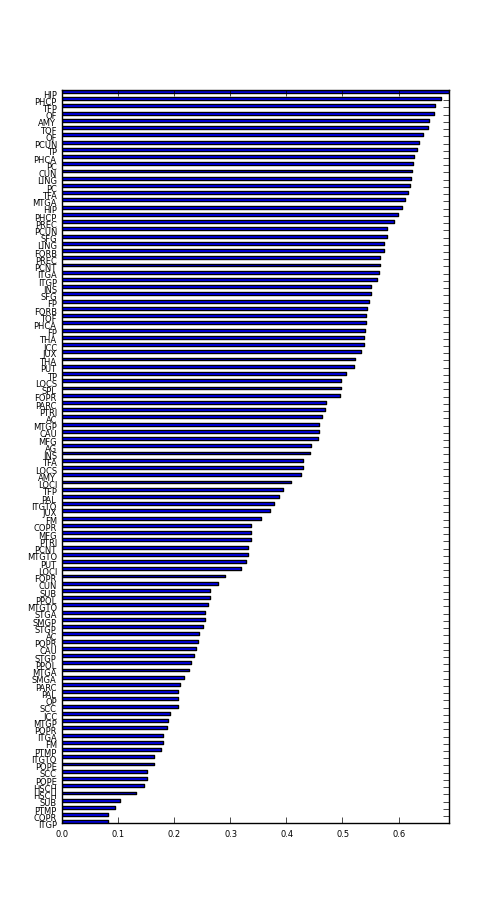 HIP
PHCP
TFP
OF
AMY
TOF
OF
PCUN
TP
PHCA
PC
CUN
LING
PC
TFA
MTGA
HIP
PHCP
PREC
PCUN
SFG
LING
FORB
PREC
PCNT
ITGA
ITGP
INS
SFG
FP
FORB
TOF
PHCA
FP
THA
ICC
JUX
THA
PUT
TP
LOCS
SPL
FOPR
PARC
PTRI
AC
MTGP
CAU
MFG
AG
INS
TFA
LOCS
AMY
LOCI
TFP
PAL
ITGTO
JUX
FM
COPR
MFG
PTRI
PCNT
MTGTO
PUT
LOCI
FOPR
CUN
SUB
PPOL
MTGTO
STGA
SMGP
STGP
AC
POPR
CAU
STGP
PPOL
MTGA
SMGA
PARC
PAL
OP
SCC
ICC
MTGP
POPR
ITGA
FM
PTMP
ITGTO
POPE
SCC
POPE
HSCH
HSCH
SUB
PTMP
COPR
ITGP
0.0 0.1 0.2 0.3 0.4 0.5 0.6